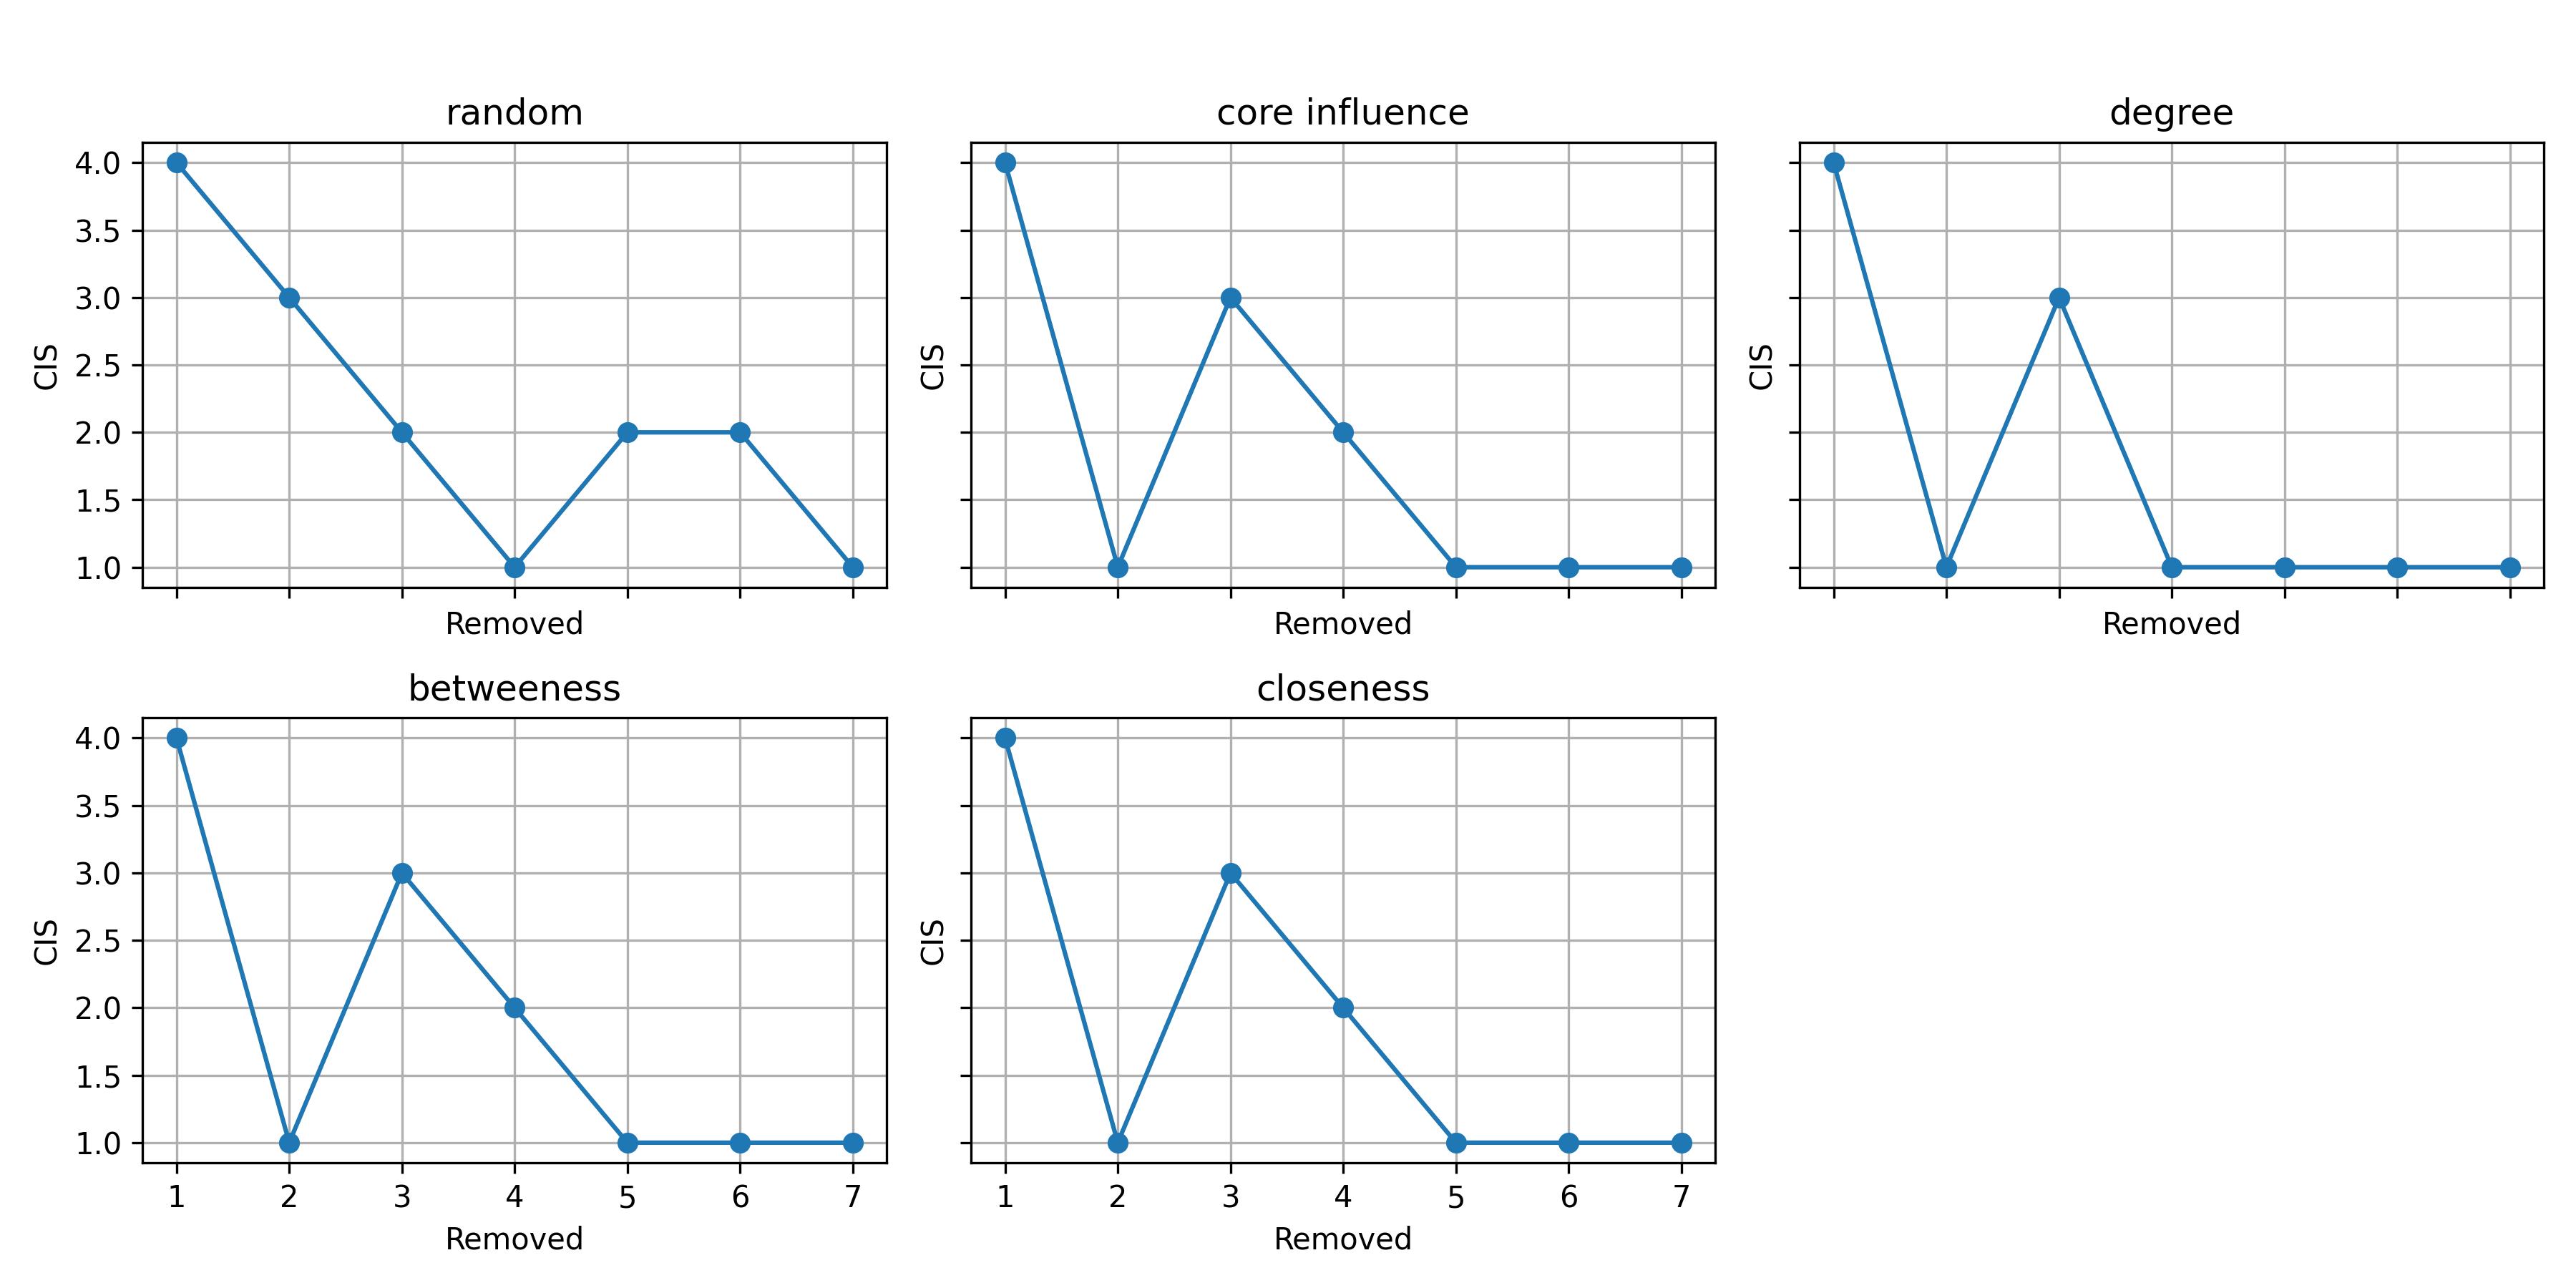 random
core influence
degree
4.0
3.5
3.0
2.5
2.0
1.5
1.0
CIS
CIS
CIS
Removed
Removed
Removed
betweeness
closeness
4.0
3.5
3.0
2.5
2.0
1.5
1.0
CIS
CIS
1 2 3 4 5 6 7
1 2 3 4 5 6 7
Removed
Removed